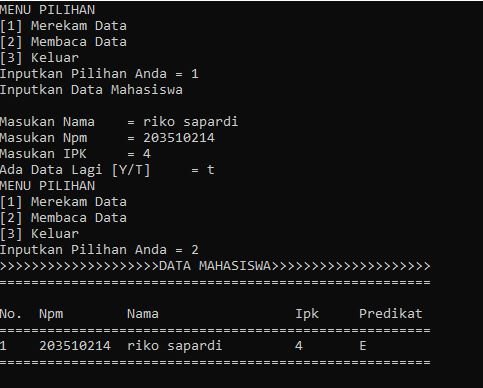 MENU PILIHAN
[1] Merekam Data
[2] Membaca Data
[3] Keluar
Inputkan Pilihan Anda = 1
Inputkan Data Mahasiswa
Masukan Nama    = riko sapardi
Masukan Npm     = 203510214
Masukan IPK     = 4
Ada Data Lagi [Y/T]     = t
MENU PILIHAN
[1] Merekam Data
[2] Membaca Data
[3] Keluar
Inputkan Pilihan Anda = 2
>>>>>>>>>>>>>>>>>>>>DATA MAHASISWA>>>>>>>>>>>>>>>>>>>>
======================================================
No.  Npm        Nama                 Ipk     Predikat
======================================================
1    203510214  riko sapardi         4       E
======================================================